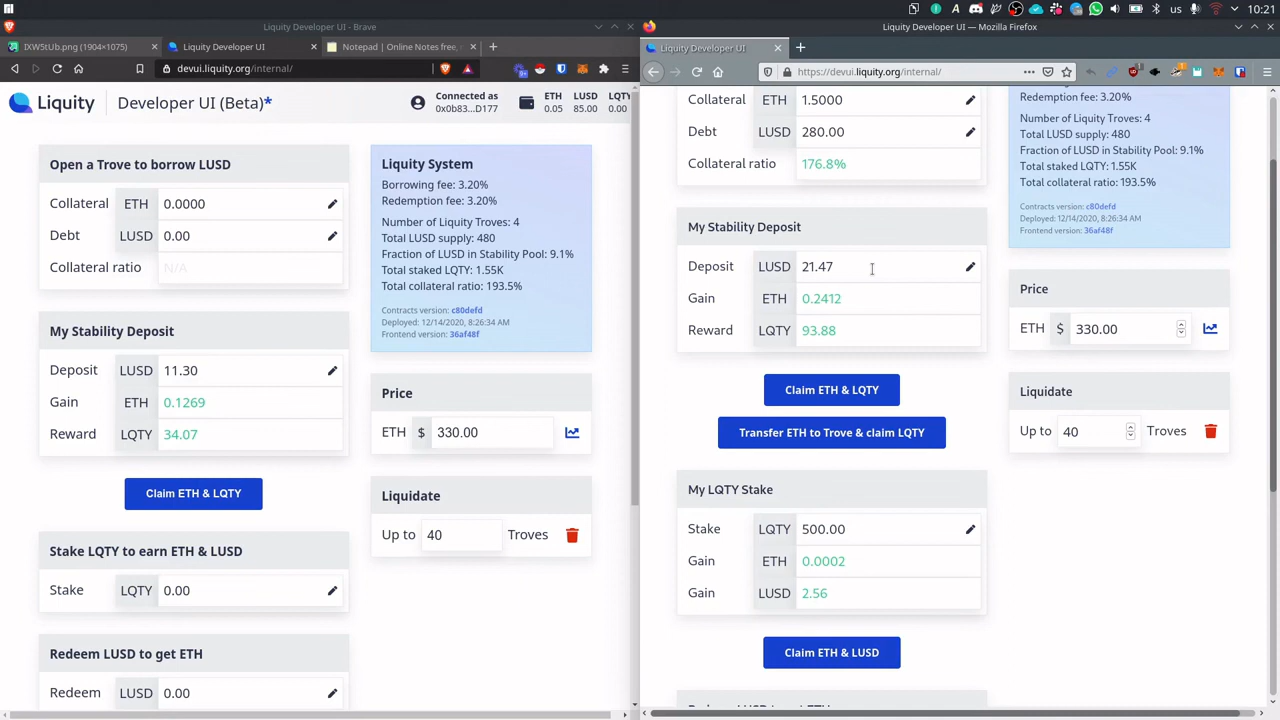 10:21
Liquity Developer UI - Brave
lXW5tUb.png (1904×1075)
Liquity Developer UI
Notepad | Online Notes free,
devui.liquity.org/internal/
Liquity
Developer UI (Beta)*
Connected as
0x0b83...D177
ETH
0.05
LUSD
85.00
LQTY
0.00
Open a Trove to borrow LUSD
Collateral ETH 0.0000
Debt LUSD 0.00
Collateral ratio N/A
My Stability Deposit
Deposit LUSD 11.30
Gain ETH 0.1269
Reward LQTY 34.07
Claim ETH & LQTY
Stake LQTY to earn ETH & LUSD
Stake LQTY 0.00
Redeem LUSD to get ETH
Redeem LUSD 0.00
Liquity System
Borrowing fee: 3.20%
Redemption fee: 3.20%
Number of Liquity Troves: 4
Total LUSD supply: 480
Fraction of LUSD in Stability Pool: 9.1%
Total staked LQTY: 1.55K
Total collateral ratio: 193.5%
Contracts version: c80defd
Deployed: 12/14/2020, 8:26:34 AM
Frontend version: 36af48f
Price
ETH $ 330.00
Liquidate
Up to 40 Troves
Liquity Developer UI — Mozilla Firefox
Liquity Developer UI
https://devui.liquity.org/internal/
Collateral ETH 1.5000
Debt LUSD 280.00
Collateral ratio 176.8%
My Stability Deposit
Deposit LUSD 21.47
Gain ETH 0.2412
Reward LQTY 93.88
Claim ETH & LQTY
Transfer ETH to Trove & claim LQTY
My LQTY Stake
Stake LQTY 500.00
Gain ETH 0.0002
Gain LUSD 2.56
Claim ETH & LUSD
Redemption fee: 3.20%
Number of Liquity Troves: 4
Total LUSD supply: 480
Fraction of LUSD in Stability Pool: 9.1%
Total staked LQTY: 1.55K
Total collateral ratio: 193.5%
Contracts version: c80defd
Deployed: 12/14/2020, 8:26:34 AM
Frontend version: 36af48f
Price
ETH $ 330.00
Liquidate
Up to 40 Troves